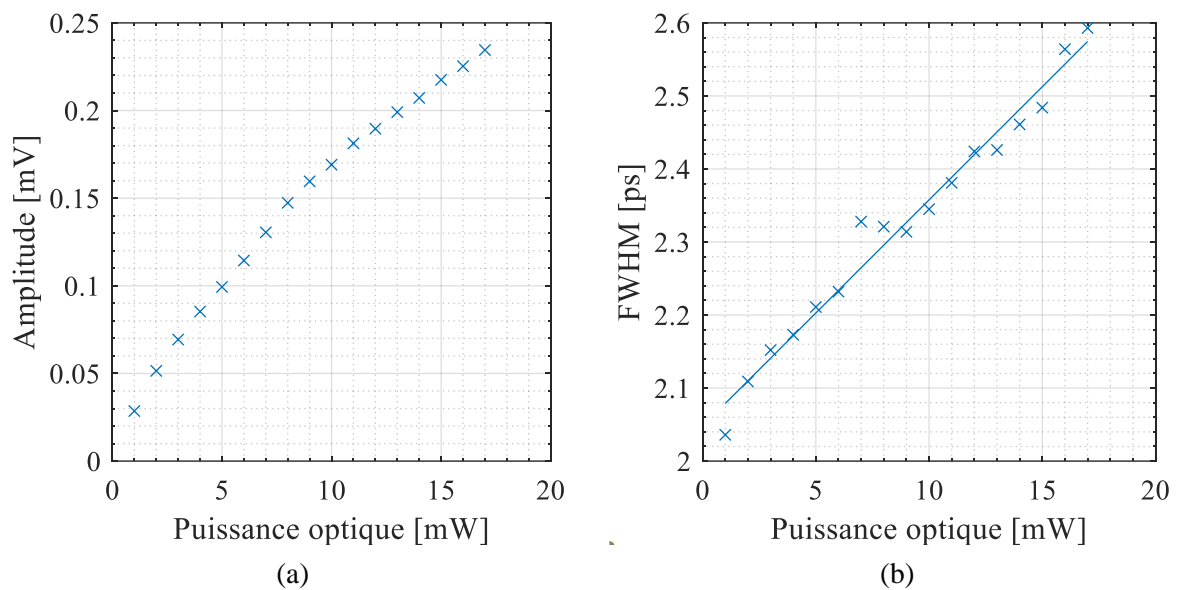 0.25
0.2
0.15
0.1
0.05
0
Amplitude [mV]
0 5 10 15 20
Puissance optique [mW]
(a)
2.6
2.5
2.4
2.3
2.2
2.1
2
FWHM [ps]
0 5 10 15 20
Puissance optique [mW]
(b)